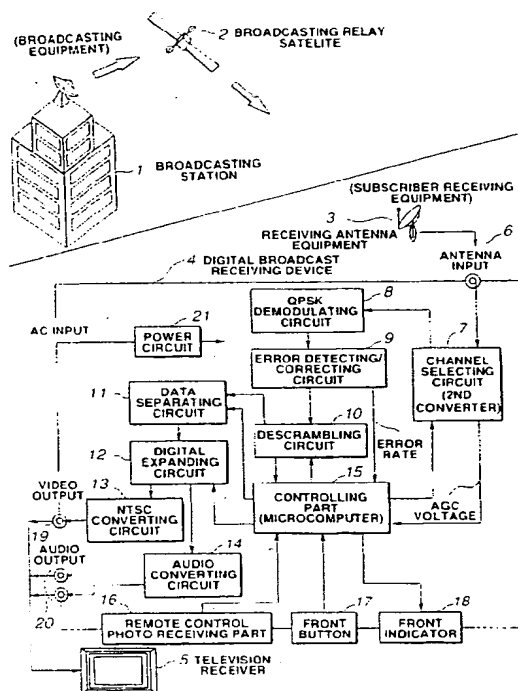 (BROADCASTING
EQUIPMENT)
2 BROADCASTING RELAY
SATELITE
1 BROADCASTING
STATION
(SUBSCRIBER RECEIVING
EQUIPMENT)
3
RECEIVING ANTENNA
EQUIPMENT
6
ANTENNA
INPUT
4
DIGITAL BROADCAST
RECEIVING DEVICE
8
QPSK
DEMODULATING
CIRCUIT
AC INPUT
21
POWER
CIRCUIT
9
ERROR DETECTING/
CORRECTING
CIRCUIT
7
CHANNEL
SELECTING
CIRCUIT
(2ND
CONVERTER)
11
DATA
SEPARATING
CIRCUIT
10
DESCRAMBLING
CIRCUIT
ERROR
RATE
12
DIGITAL
EXPANDING
CIRCUIT
15
CONTROLLING
PART
(MICROCOMPUTER)
AGC
VOLTAGE
VIDEO
OUTPUT
13
NTSC
CONVERTING
CIRCUIT
19
AUDIO
OUTPUT
14
AUDIO
CONVERTING
CIRCUIT
20
16
REMOTE CONTROL
PHOTO RECEIVING PART
17
FRONT
BUTTON
18
FRONT
INDICATOR
5 TELEVISION
RECEIVER